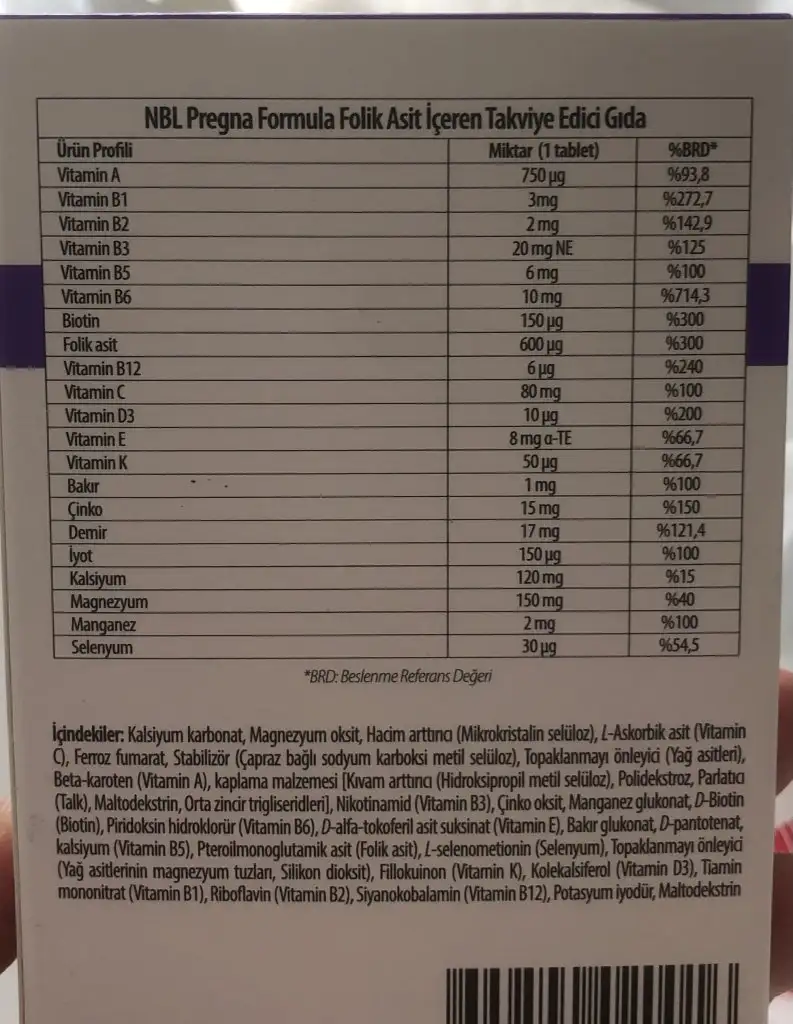 NBL Pregna Formula Folik Asit İçeren Takviye Edici Gıda
Ürün Profili Miktar (1 tablet) %BRD*
Vitamin A 750 µg %93,8
Vitamin B1 3mg %272,7
Vitamin B2 2 mg %142,9
Vitamin B3 20 mg NE %125
Vitamin B5 6 mg %100
Vitamin B6 10 mg %714,3
Biotin 150 µg %300
Folik asit 600 µg %300
Vitamin B12 6 µg %240
Vitamin C 80 mg %100
Vitamin D3 10 µg %200
Vitamin E 8 mg α-TE %66,7
Vitamin K 50 µg %66,7
Bakır 1 mg %100
Çinko 15 mg %150
Demir 17 mg %121,4
İyot 150 µg %100
Kalsiyum 120 mg %15
Magnezyum 150 mg %40
Manganez 2 mg %100
Selenyum 30 µg %54,5
*BRD: Beslenme Referans Değeri
İçindekiler: Kalsiyum karbonat, Magnezyum oksit, Hacim arttırıcı (Mikrokristalin selüloz), L-Askorbik asit (Vitamin
C), Ferroz fumarat, Stabilizör (Çapraz bağlı sodyum karboksi metil selüloz), Topaklanmayı önleyici (Yağ asitleri),
Beta-karoten (Vitamin A), kaplama malzemesi [Kıvam arttırıcı (Hidroksipropil metil selüloz), Polidekstroz, Parlatıcı
(Talk), Maltodekstrin, Orta zincir trigliseridleri], Nikotinamid (Vitamin B3), Çinko oksit, Manganez glukonat, D-Biotin
(Biotin), Piridoksin hidroklorür (Vitamin B6), D-alfa-tokoferil asit suksinat (Vitamin E), Bakır glukonat, D-pantotenat,
kalsiyum (Vitamin B5), Pteroilmonoglutamik asit (Folik asit), L-selenometionin (Selenyum), Topaklanmayı önleyici
(Yağ asitlerinin magnezyum tuzları, Silikon dioksit), Fillokuinon (Vitamin K), Kolekalsiferol (Vitamin D3), Tiamin
mononitrat (Vitamin B1), Riboflavin (Vitamin B2), Siyanokobalamin (Vitamin B12), Potasyum iyodür, Maltodekstrin